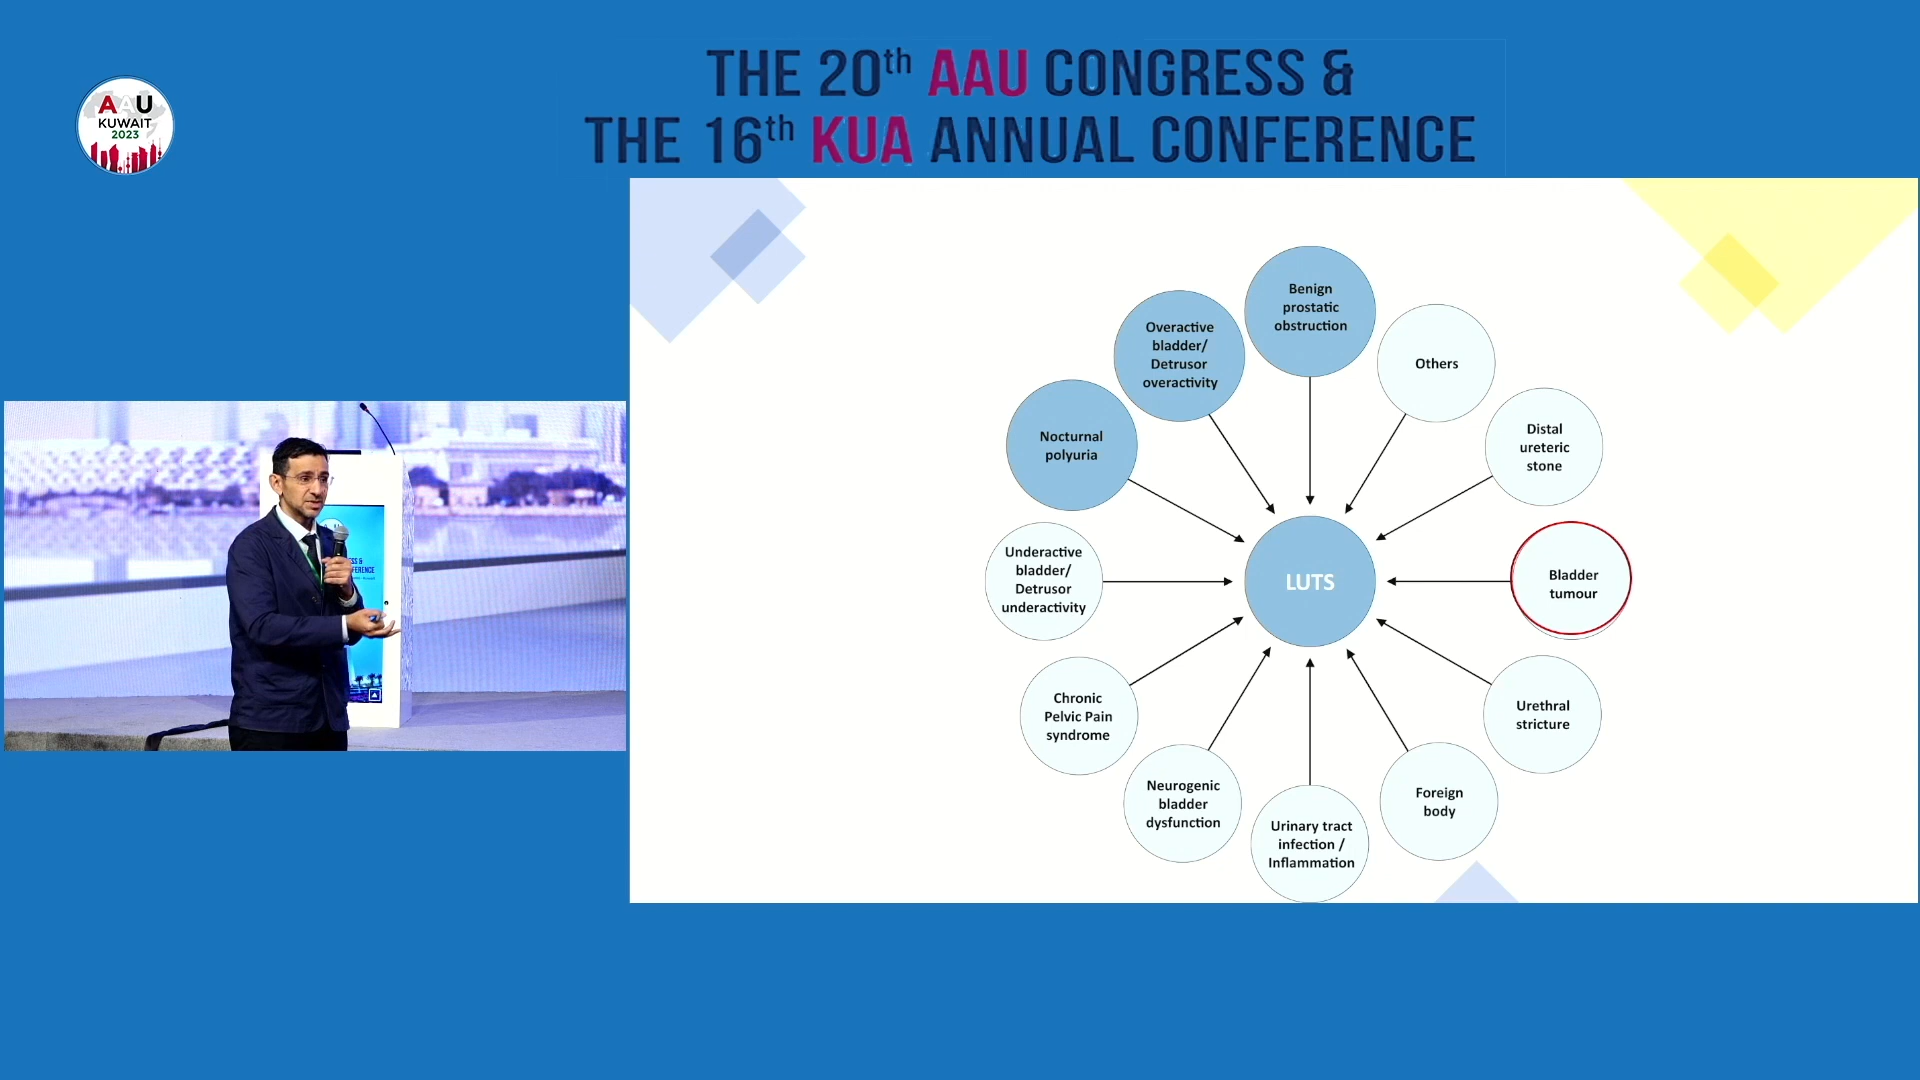 THE 20th AAU CONGRESS &
THE 16th KUA ANNUAL CONFERENCE
AAU
KUWAIT
2023
Benign
prostatic
obstruction
Overactive
bladder/
Detrusor
overactivity
Others
Nocturnal
polyuria
Distal
ureteric
stone
Underactive
bladder/
Detrusor
underactivity
LUTS
Bladder
tumour
Chronic
Pelvic Pain
syndrome
Urethral
stricture
Neurogenic
bladder
dysfunction
Urinary tract
infection /
Inflammation
Foreign
body